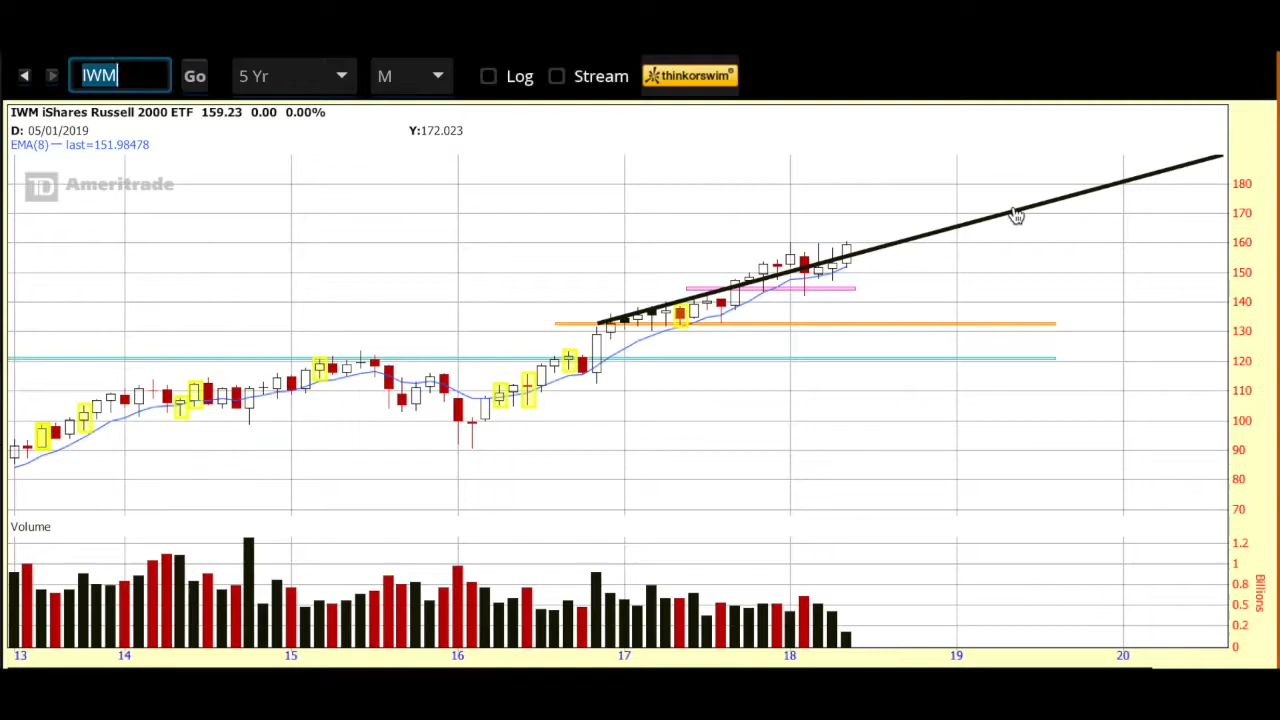 IWM Go 5 Yr M Log Stream thinkorswim®
IWM iShares Russell 2000 ETF 159.23 0.00 0.00%
D: 05/01/2019 Y:172.023
EMA(8) — last=151.98478
TD Ameritrade
180
170
160
150
140
130
120
110
100
90
80
70
Volume
1.2
1
0.8
0.5
0.2
0
Billions
13 14 15 16 17 18 19 20